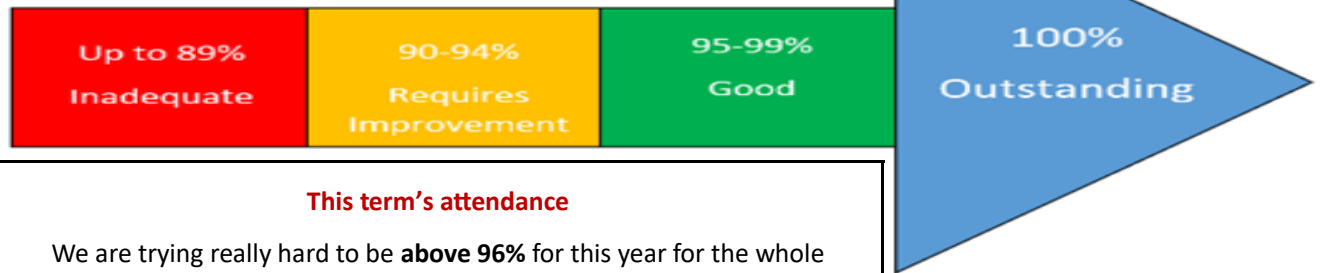 Up to 89%
Inadequate
90-94%
Requires
Improvement
95-99%
Good
100%
Outstanding
This term's attendance
We are trying really hard to be above 96% for this year for the whole